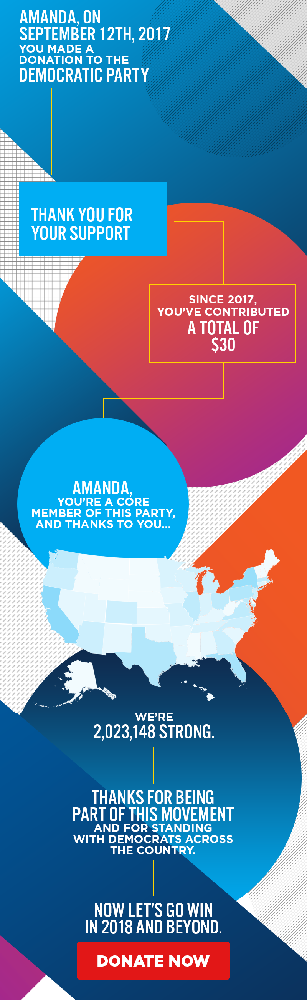 AMANDA, ON
SEPTEMBER 12TH, 2017
YOU MADE A
DONATION TO THE
DEMOCRATIC PARTY
THANK YOU FOR
YOUR SUPPORT
SINCE 2017,
YOU'VE CONTRIBUTED
A TOTAL OF
$30
AMANDA,
YOU'RE A CORE
MEMBER OF THIS PARTY,
AND THANKS TO YOU...
WE'RE
2,023,148 STRONG.
THANKS FOR BEING
PART OF THIS MOVEMENT
AND FOR STANDING
WITH DEMOCRATS ACROSS
THE COUNTRY.
NOW LET'S GO WIN
IN 2018 AND BEYOND.
DONATE NOW